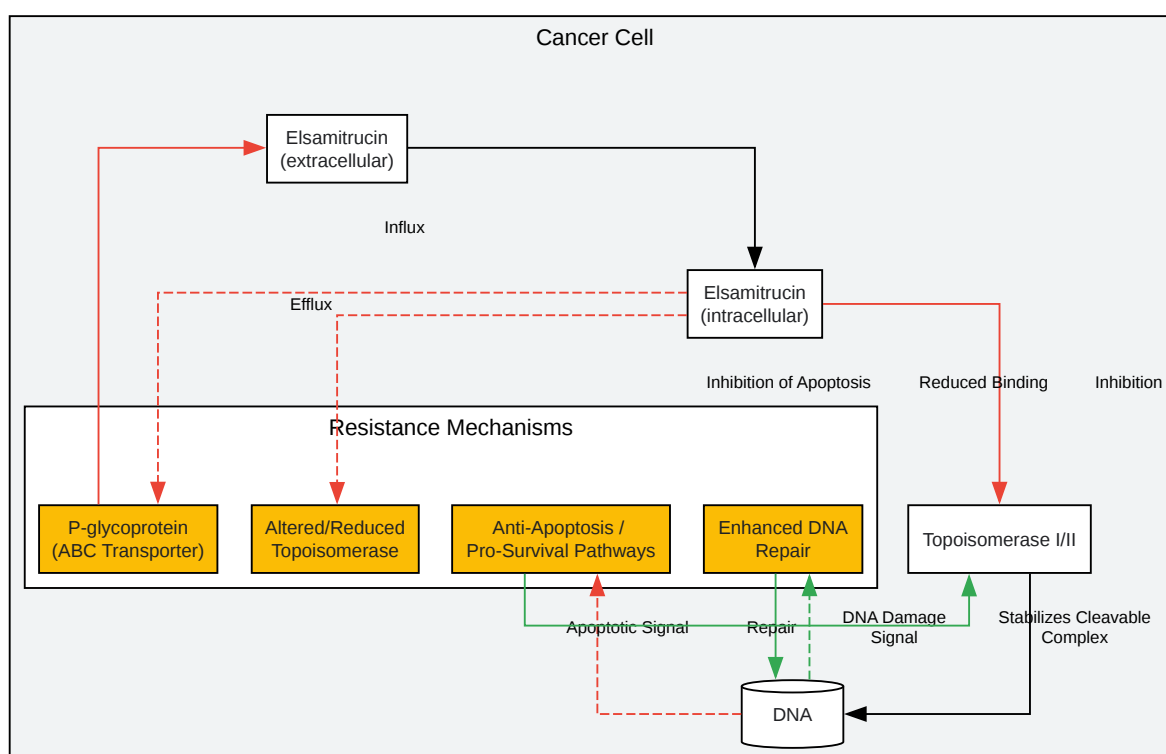 Cancer Cell
Elsamitrucin
(extracellular)
Influx
Efflux
Elsamitrucin
(intracellular)
Inhibition of Apoptosis
Reduced Binding
Inhibition
Resistance Mechanisms
P-glycoprotein
(ABC Transporter)
Altered/Reduced
Topoisomerase
Anti-Apoptosis /
Pro-Survival Pathways
Enhanced DNA
Repair
Topoisomerase I/II
Apoptotic Signal
Repair
DNA Damage
Signal
Stabilizes Cleavable
Complex
DNA